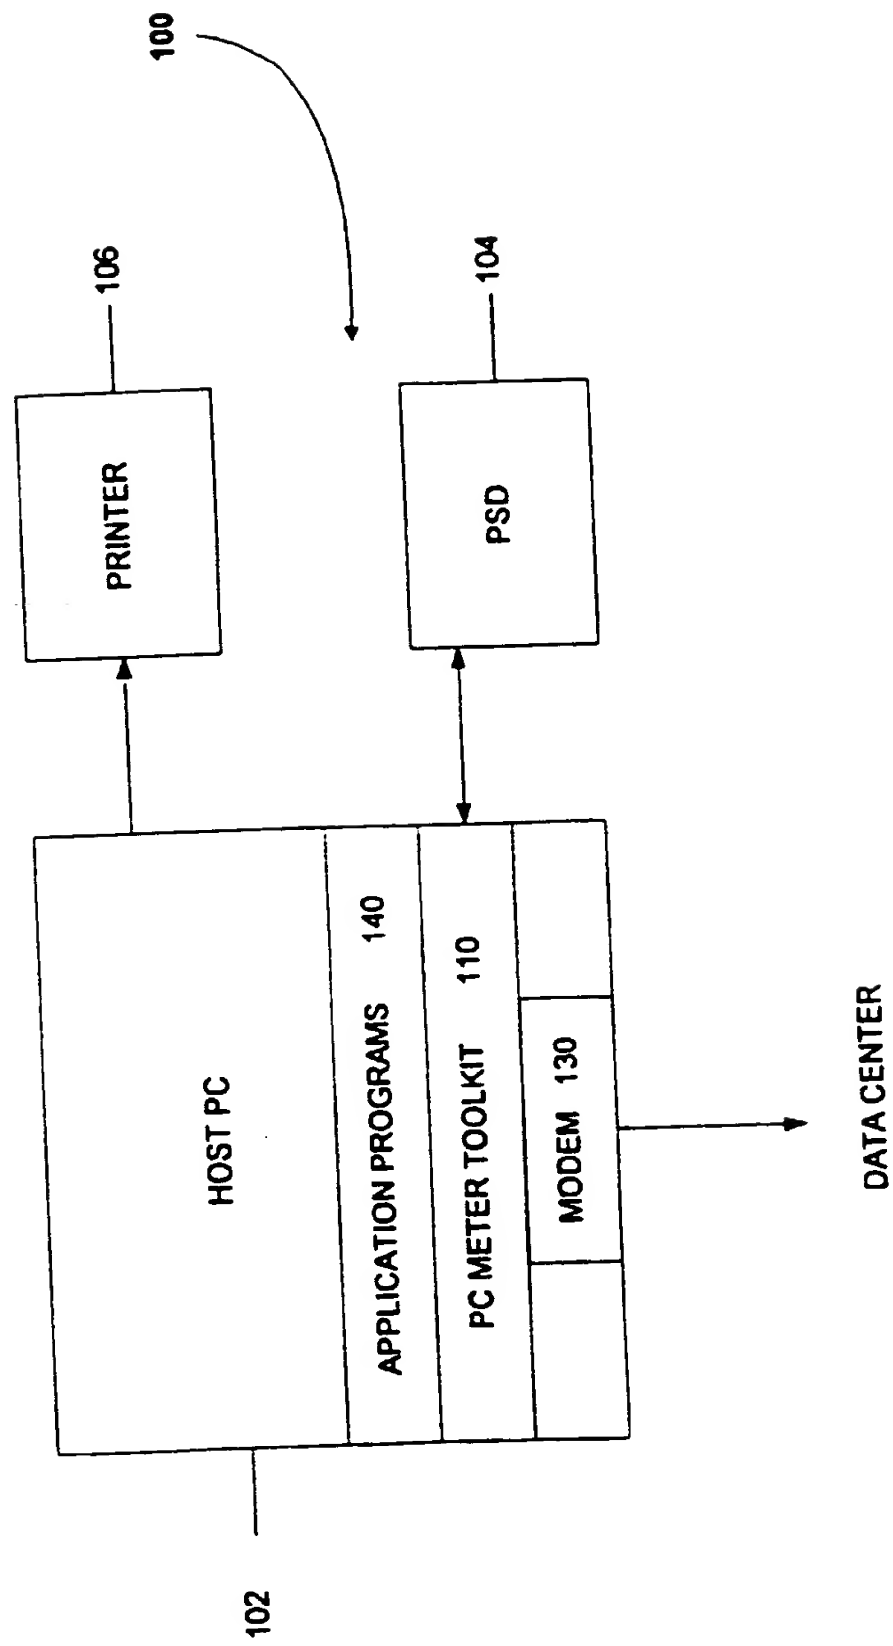 100
106
PRINTER
104
PSD
HOST PC
APPLICATION PROGRAMS 140
PC METER TOOLKIT 110
MODEM 130
102
DATA CENTER